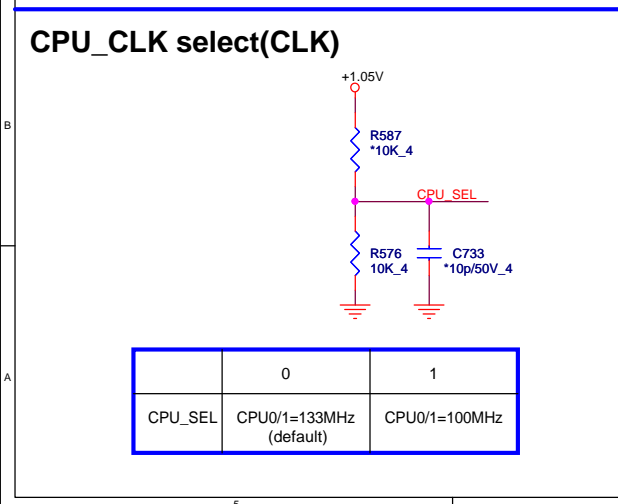 CPU_CLK select(CLK)
+1.05V
B
R587
*10K_4
CPU_SEL
R576
10K_4
C733
*10p/50V_4
A
0
1
CPU_SEL
CPU0/1=133MHz
(default)
CPU0/1=100MHz